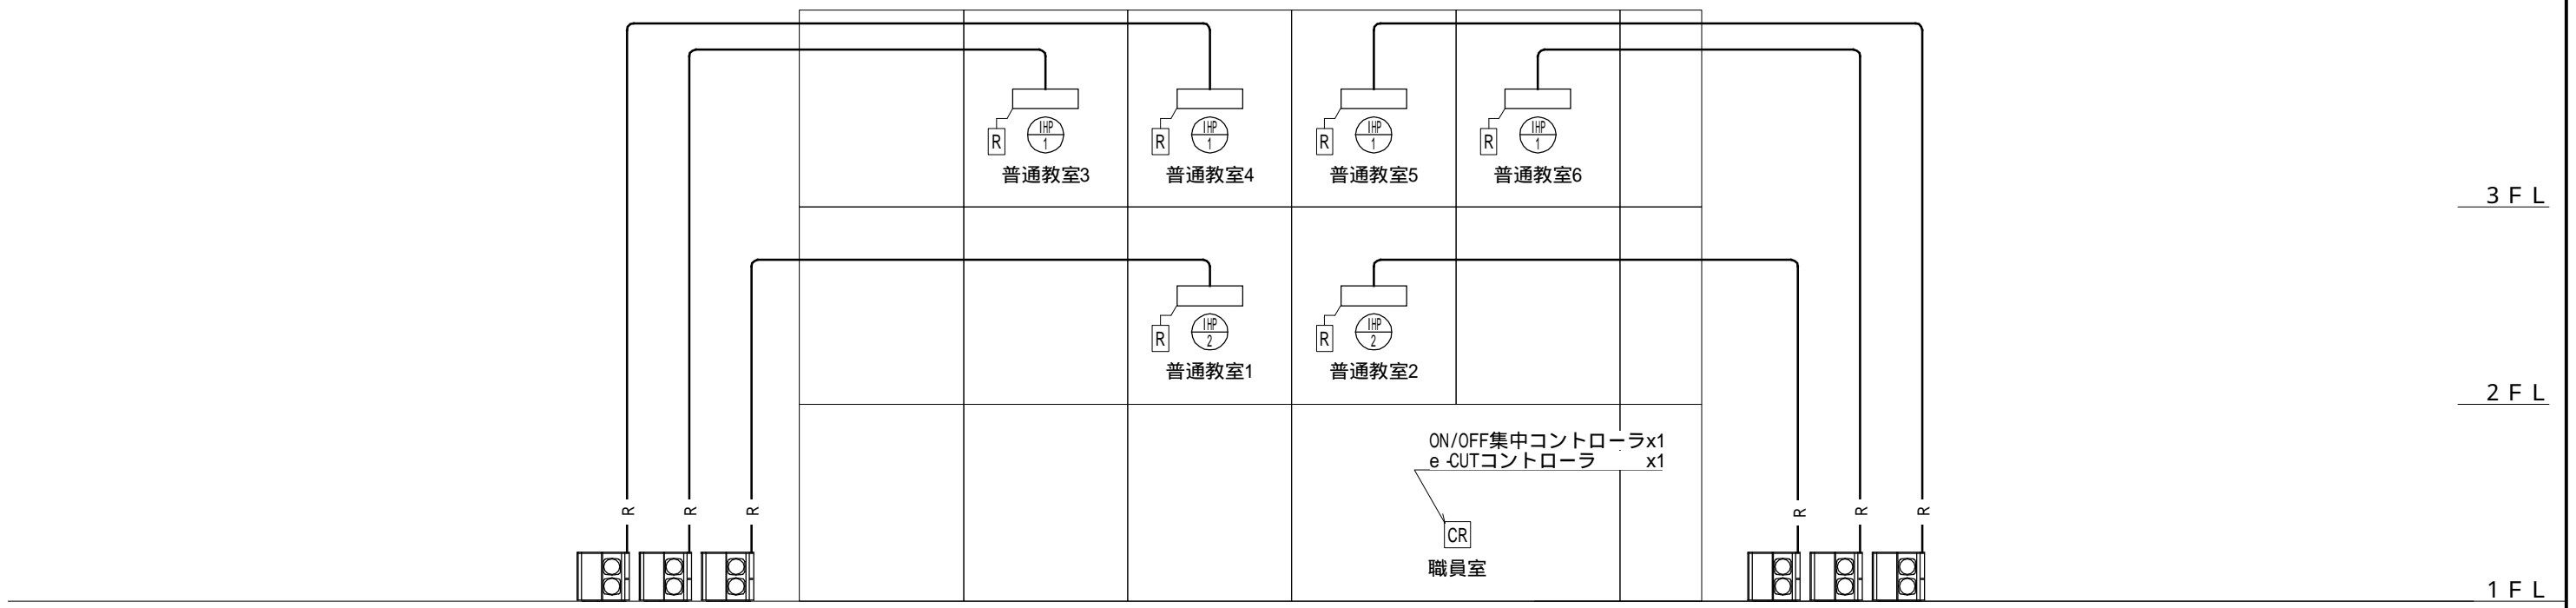 R
IHP
1
普通教室3
R
IHP
1
普通教室4
R
IHP
1
普通教室5
R
IHP
1
普通教室6
3FL
R
IHP
2
普通教室1
R
IHP
2
普通教室2
2FL
ON/OFF集中コントローラx1
e-CUTコントローラ x1
R
R
R
R
R
R
CR
職員室
1FL